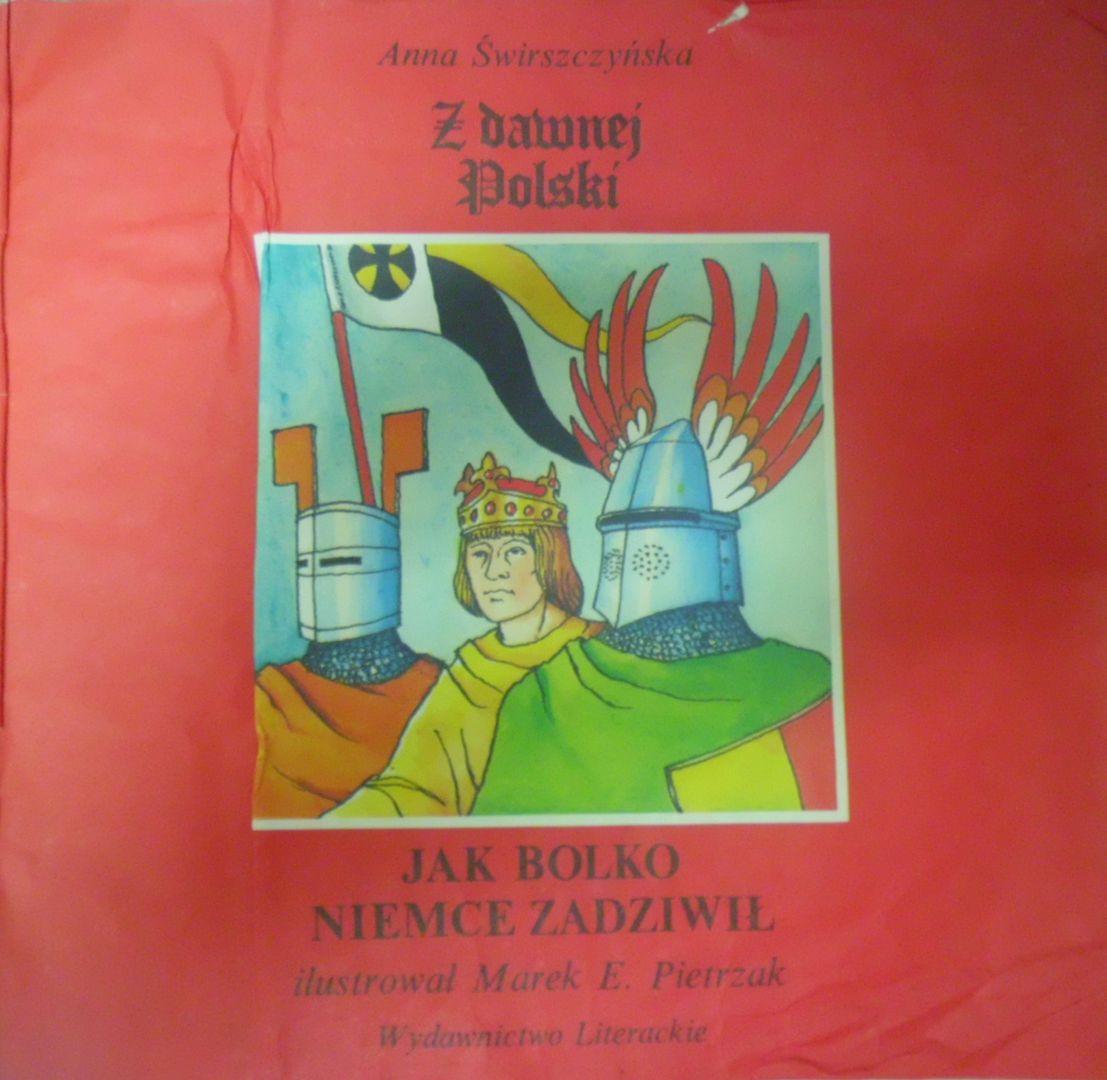 Anna Świrszczyńska
Z dawnej
Polski
JAK BOLKO
NIEMCE ZADZIWIŁ
ilustrował Marek E. Pietrzak
Wydawnictwo Literackie